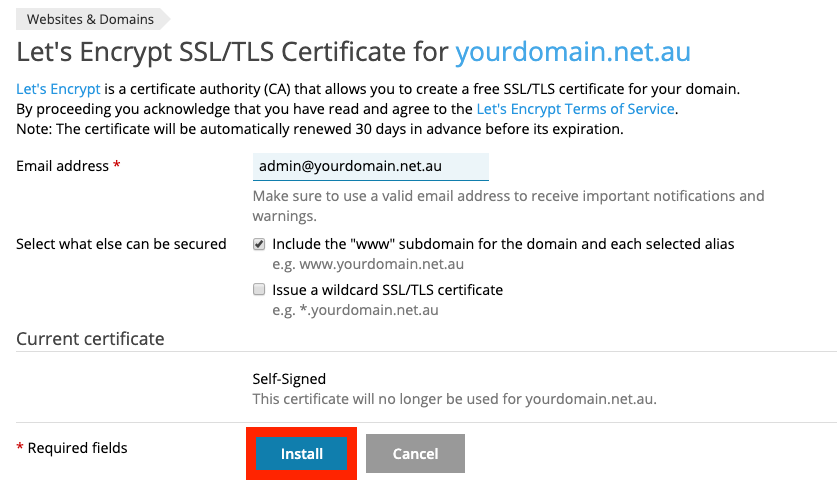 Websites & Domains
Let's Encrypt SSL/TLS Certificate for yourdomain.net.au
Let's Encrypt is a certificate authority (CA) that allows you to create a free SSL/TLS certificate for your domain.
By proceeding you acknowledge that you have read and agree to the Let's Encrypt Terms of Service.
Note: The certificate will be automatically renewed 30 days in advance before its expiration.
Email address * admin@yourdomain.net.au
Make sure to use a valid email address to receive important notifications and
warnings.
Select what else can be secured Include the "www" subdomain for the domain and each selected alias
e.g. www.yourdomain.net.au
Issue a wildcard SSL/TLS certificate
e.g. *.yourdomain.net.au
Current certificate
Self-Signed
This certificate will no longer be used for yourdomain.net.au.
* Required fields Install Cancel